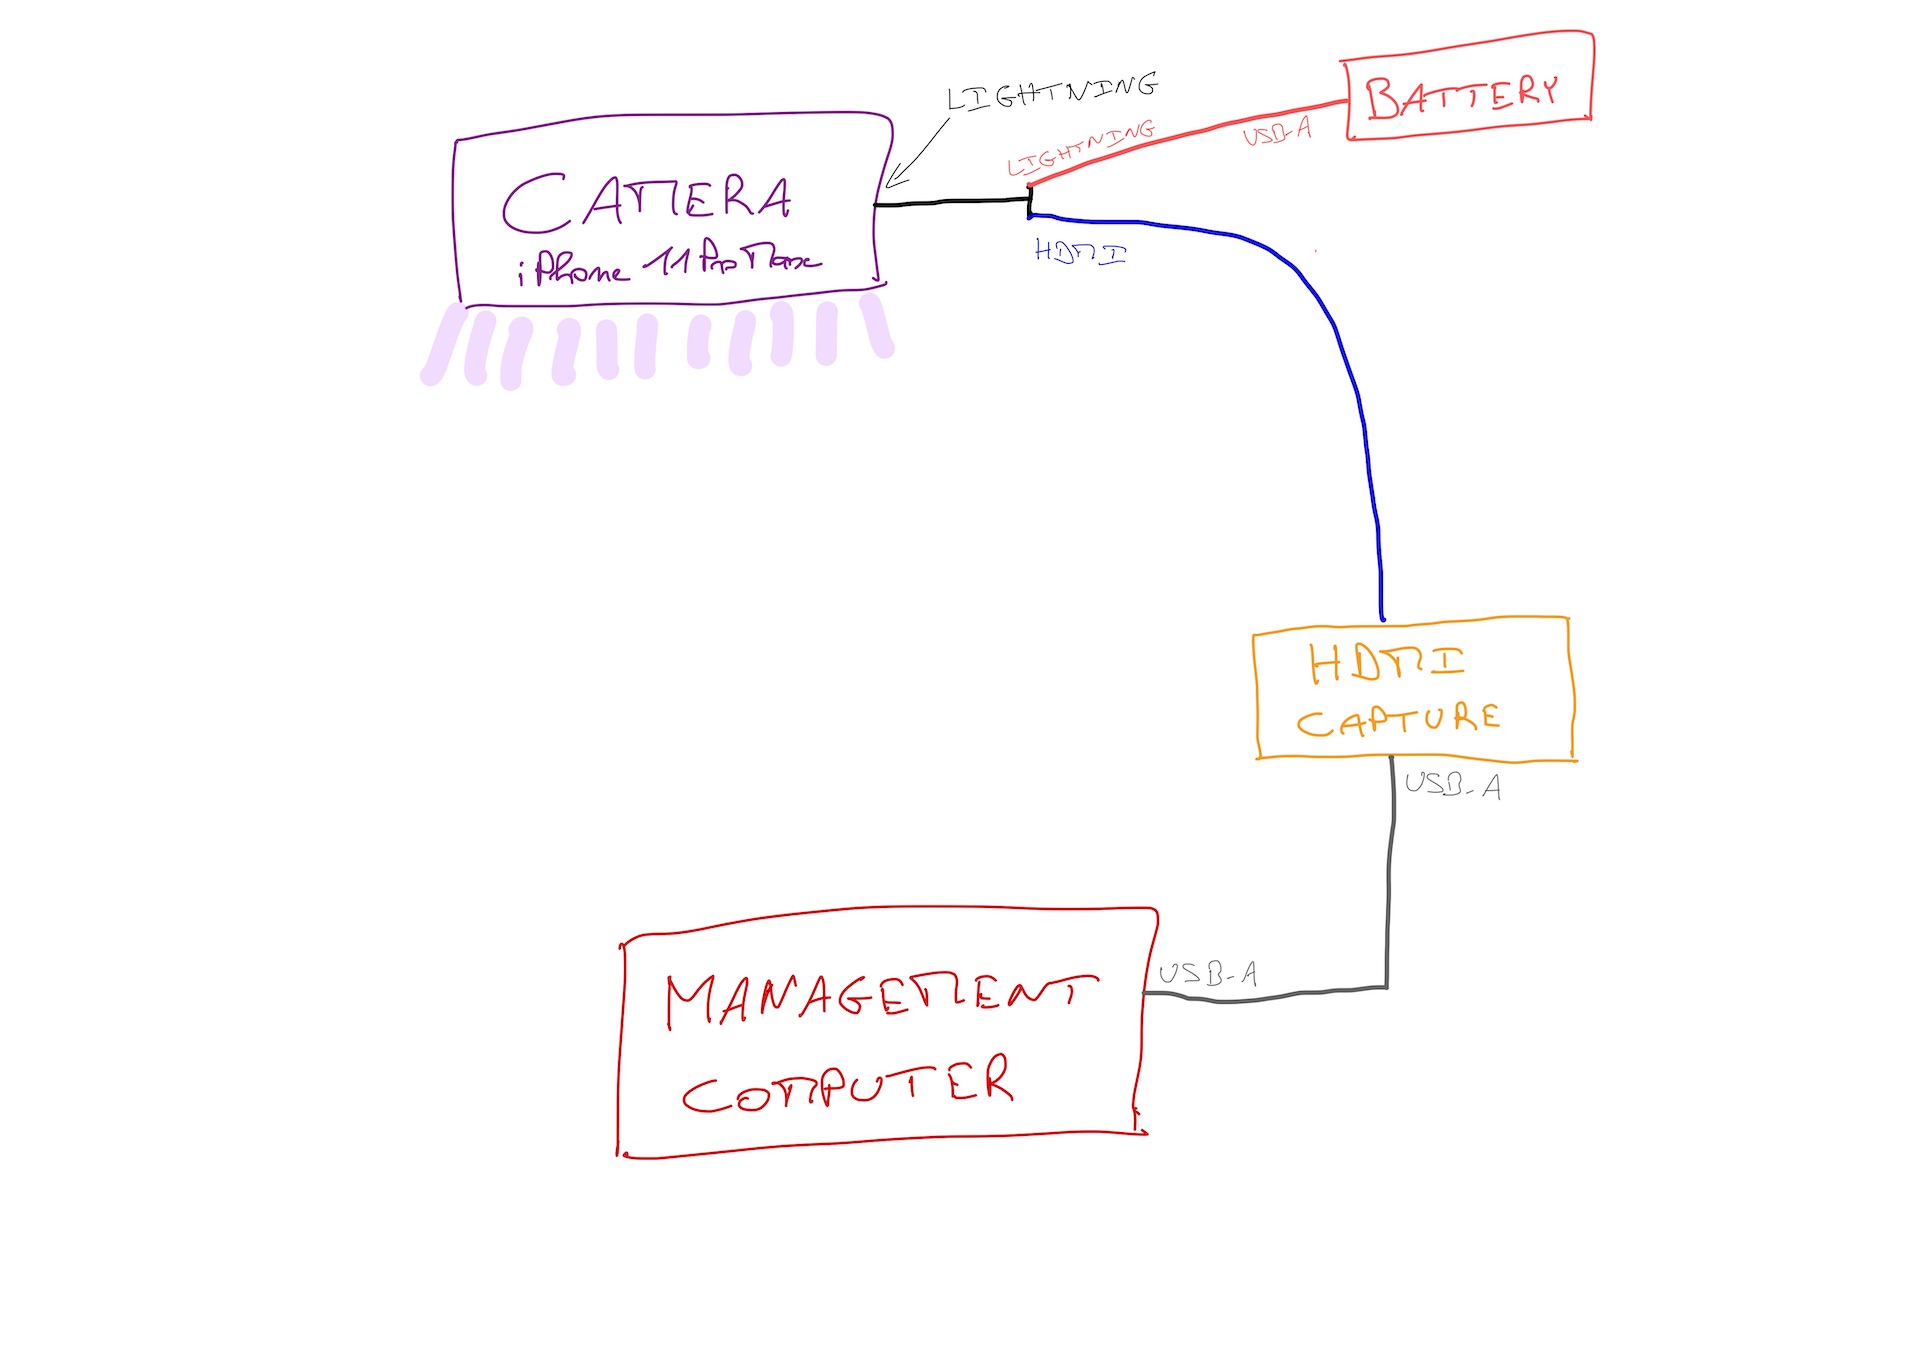 BATTERY
LIGHTNING
LIGHTNING
USB-A
CAMERA
iPhone 11 Pro Max
HDMI
HDMI
CAPTURE
USB-A
USB-A
MANAGEMENT
COMPUTER